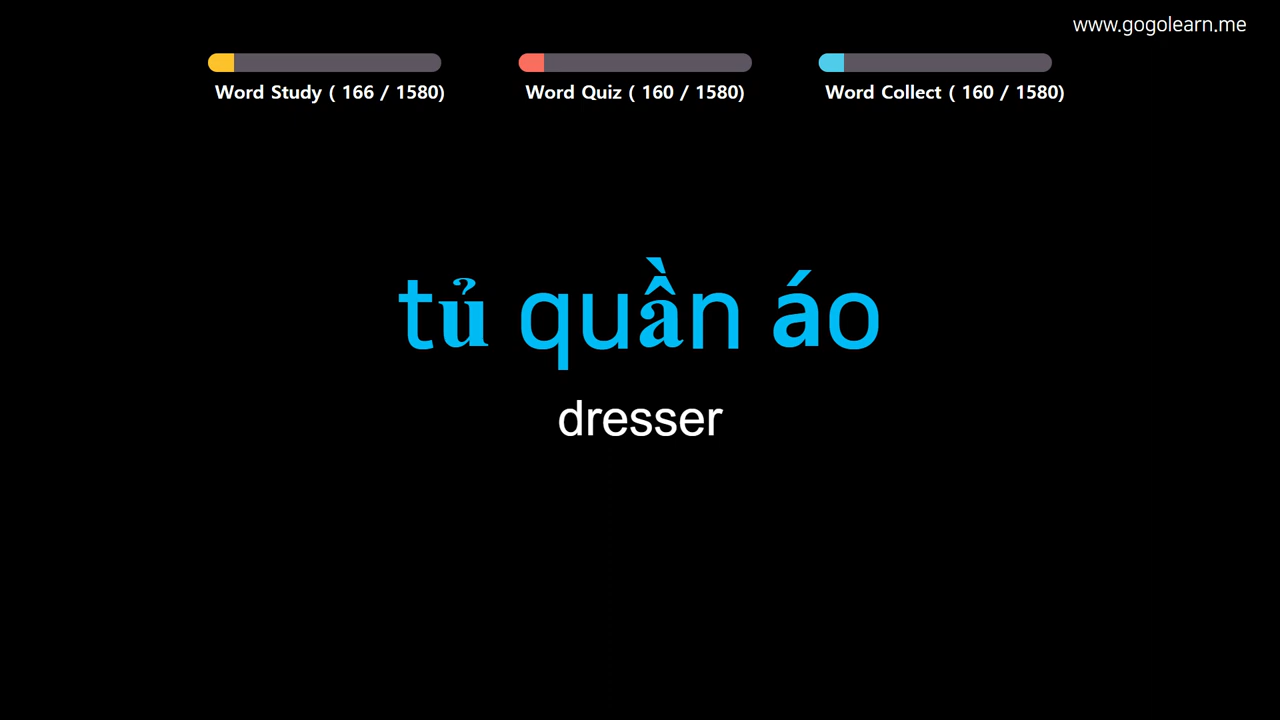 www.gogolearn.me
Word Study ( 166 / 1580)
Word Quiz ( 160 / 1580)
Word Collect ( 160 / 1580)
tủ quần áo
dresser